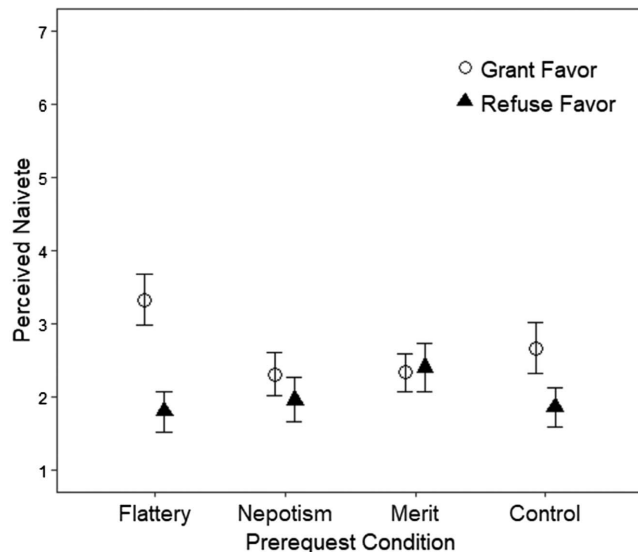 7
6
5
4
3
2
1
Perceived Naivete
Grant Favor
Refuse Favor
Flattery Nepotism Merit Control
Prerequest Condition